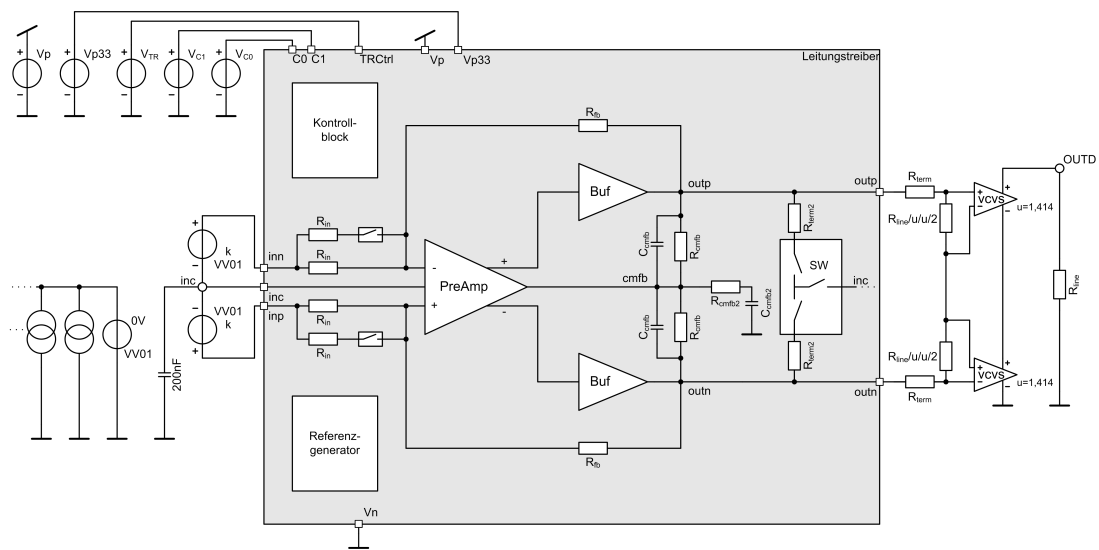 + Vp
−
+ Vp33
−
+ VTR
−
+ VC1
−
+ VC0
−
C0 C1
TRCtrl
Vp
Vp33
Leitungstreiber
Kontroll-
block
Rfb
OUTD
Buf
outp
outp
Rterm
+
−
VCVS
+
−
u=1,414
Rline/u/u/2
Rterm2
Rin
Rin
+
k
VV01
−
inn
Ccmfb
Rcmfb
SW
-
+
PreAmp
+
-
cmfb
inc
inc
inc
Rcmfb2
Ccmfb2
Rline
−
VV01
k
+
inp
Rin
Rin
0V
VV01
200nF
Ccmfb
Rcmfb
Rterm2
Rline/u/u/2
Buf
outn
outn
Rterm
+
−
VCVS
+
−
u=1,414
Referenz-
generator
Rfb
Vn